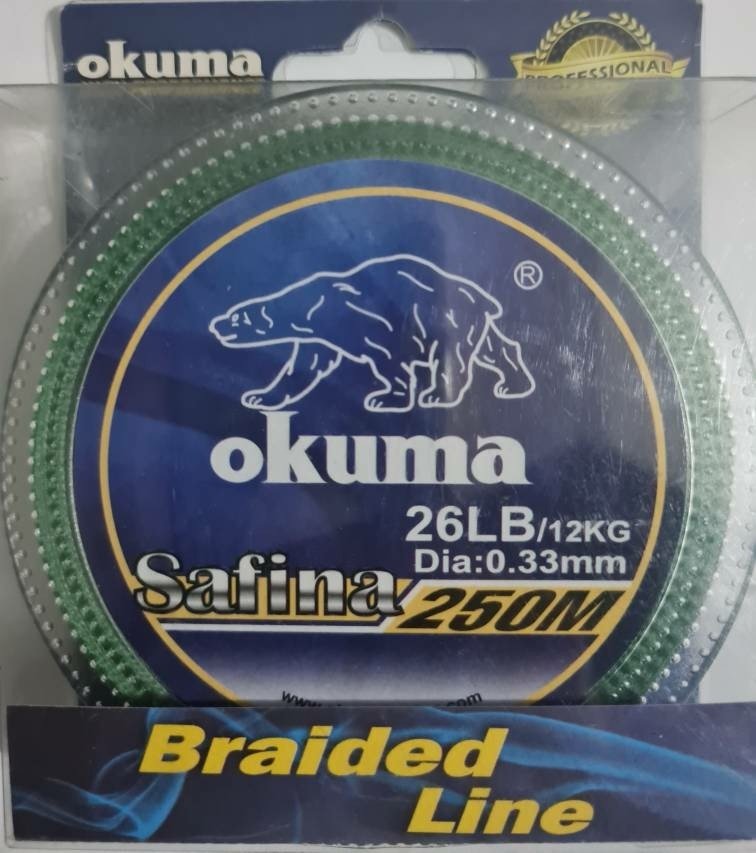 okuma
PROFESSIONAL
®
okuma
26LB/12KG
Dia:0.33mm
Safina
250M
Braided
Line